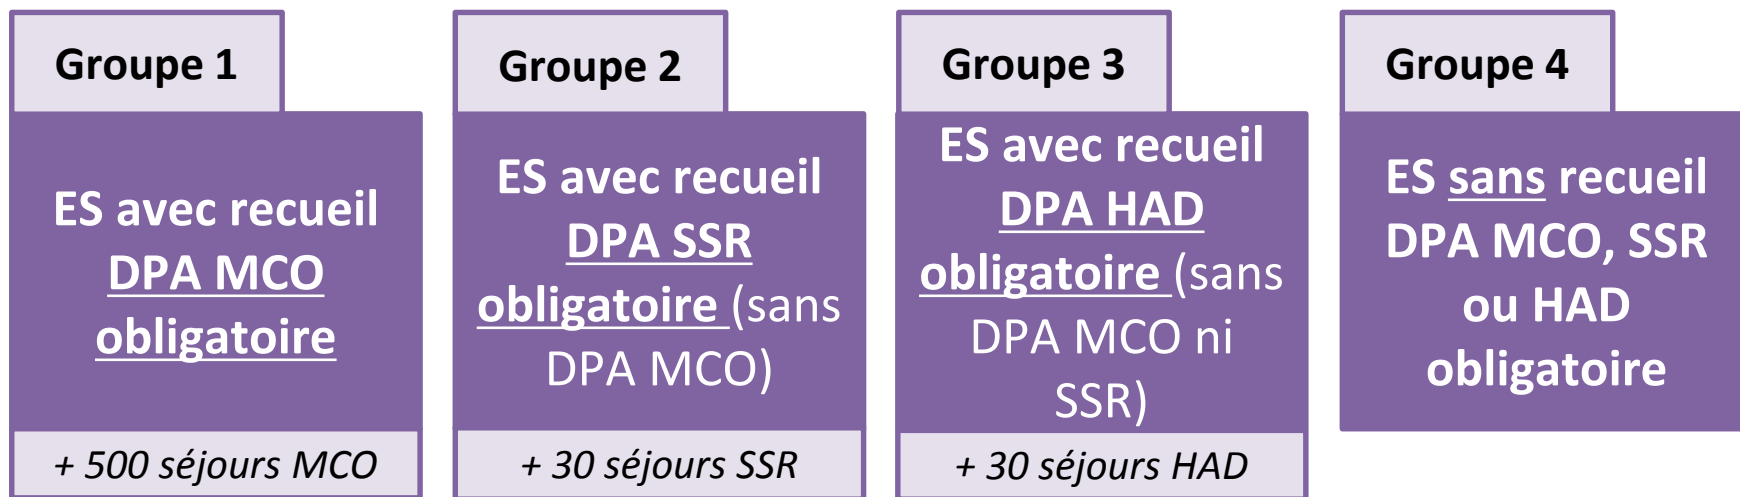 Groupe 1
ES avec recueil
DPA MCO
obligatoire
+ 500 séjours MCO
Groupe 2
ES avec recueil
DPA SSR
obligatoire (sans
DPA MCO)
+ 30 séjours SSR
Groupe 3
ES avec recueil
DPA HAD
obligatoire (sans
DPA MCO ni
SSR)
+ 30 séjours HAD
Groupe 4
ES sans recueil
DPA MCO, SSR
ou HAD
obligatoire